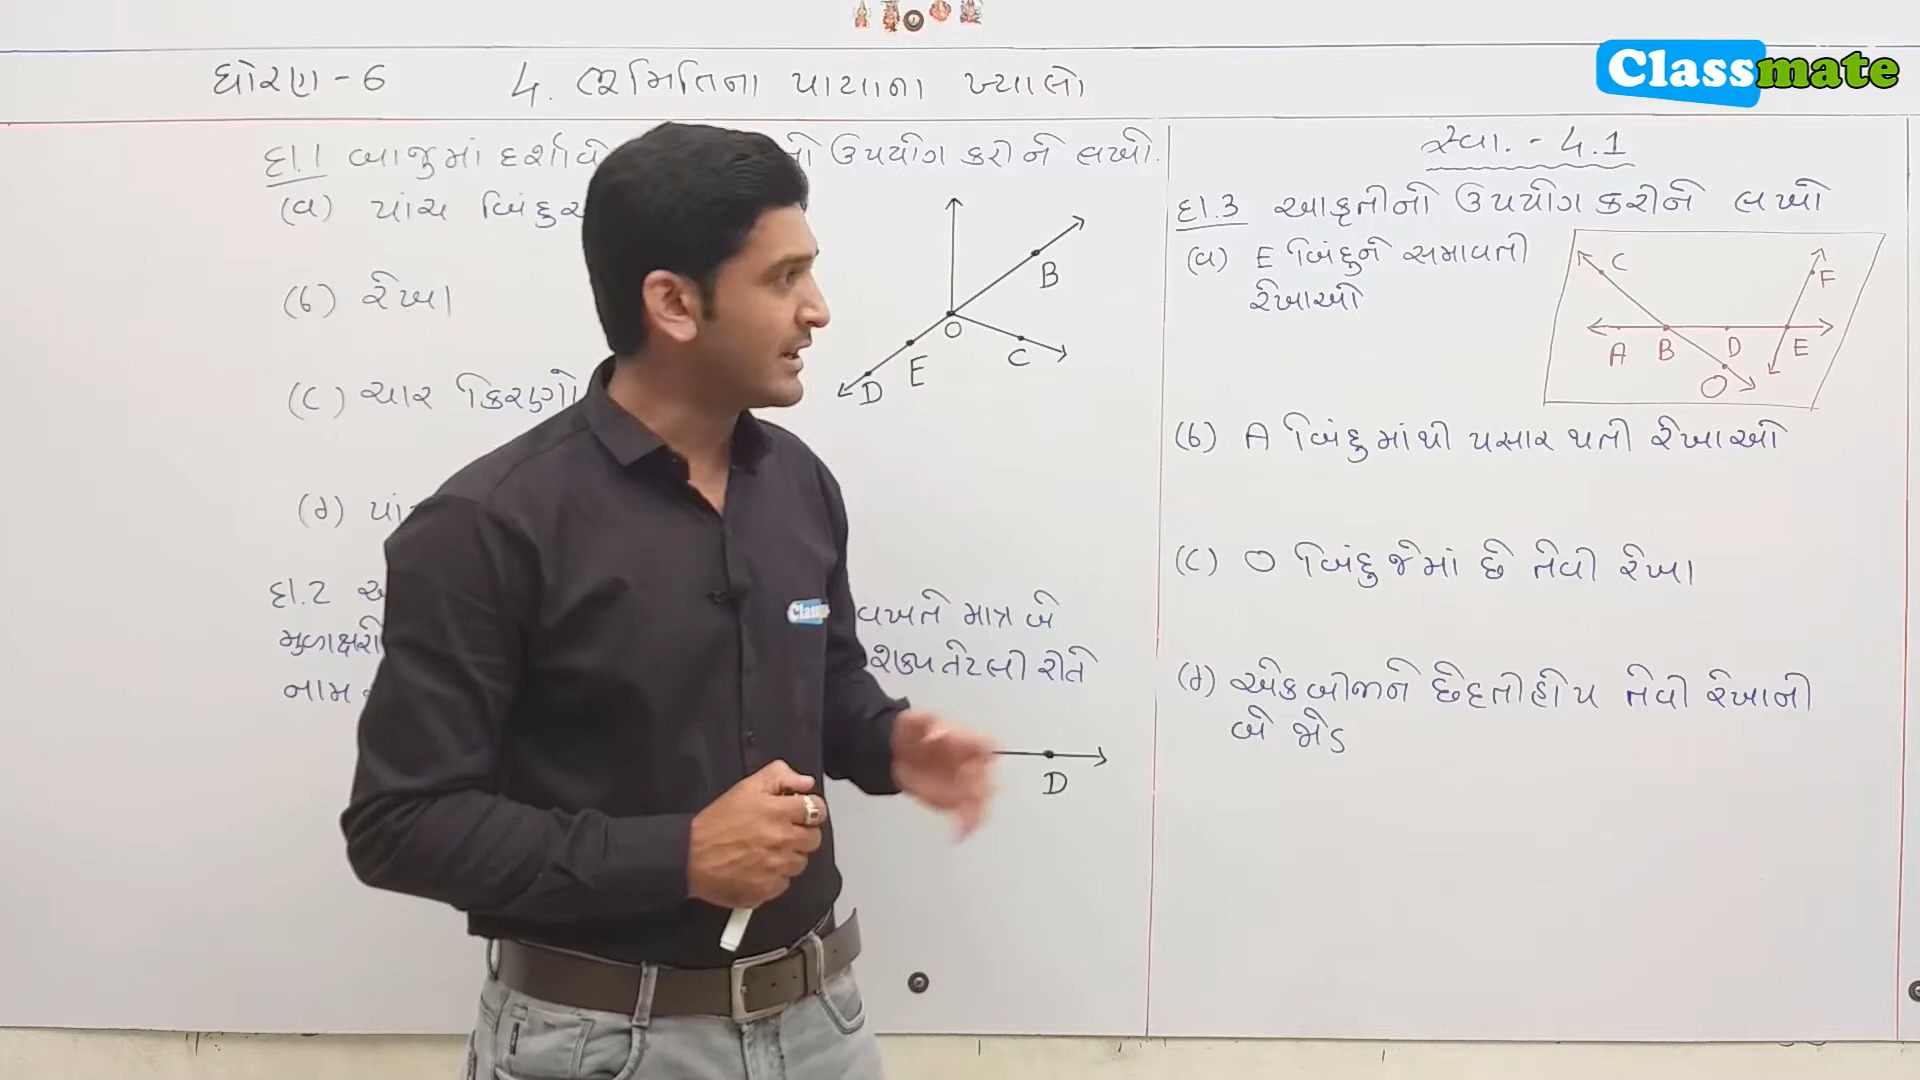 Classmate
ધોરણ - 6 4. ભૂમિતિના પાયાના ખ્યાલો
દા.1 બાજુમાં ઉપયોગ કરીને લખો.
(a) પાંચ
(b) રેખા
(c) ચાર કિરણો
(d)
B
O
C
E
D
દા.2
મુળાક્ષરો વખતે માત્ર બે
નામ શક્ય તેટલી રીતે
D
સ્વા. - 4.1
દા.3 આકૃતીનો ઉપયોગ કરીને લખો
(a) E બિંદુને સમાવતી
રેખાઓ
C
F
A B D E
O
(b) A બિંદુમાંથી પસાર થતી રેખાઓ
(c) O બિંદુ જેમાં છે તેવી રેખા
(d) એકબીજાને છેદતી હોય તેવી રેખાની
બે જોડ